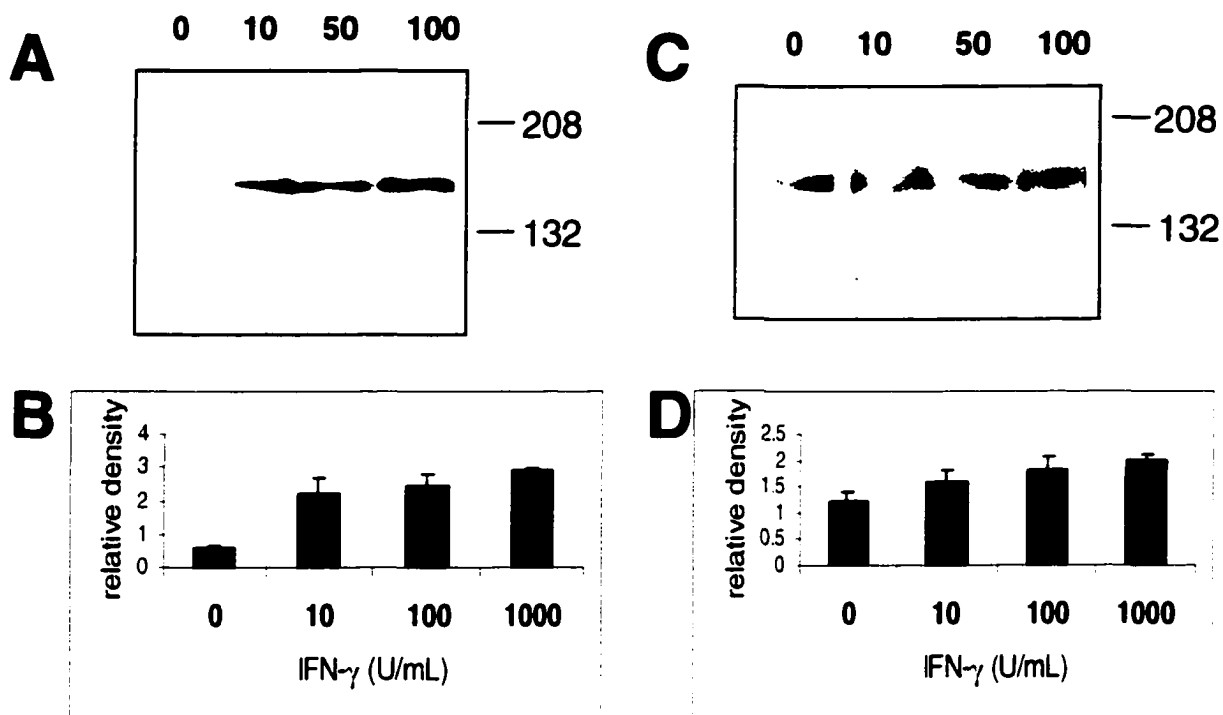 A
0 10 50 100
— 208
— 132
C
0 10 50 100
— 208
— 132
B
relative density
4
3
2
1
0
0 10 100 1000
IFN-γ (U/mL)
D
relative density
2.5
2
1.5
1
0.5
0
0 10 100 1000
IFN-γ (U/mL)